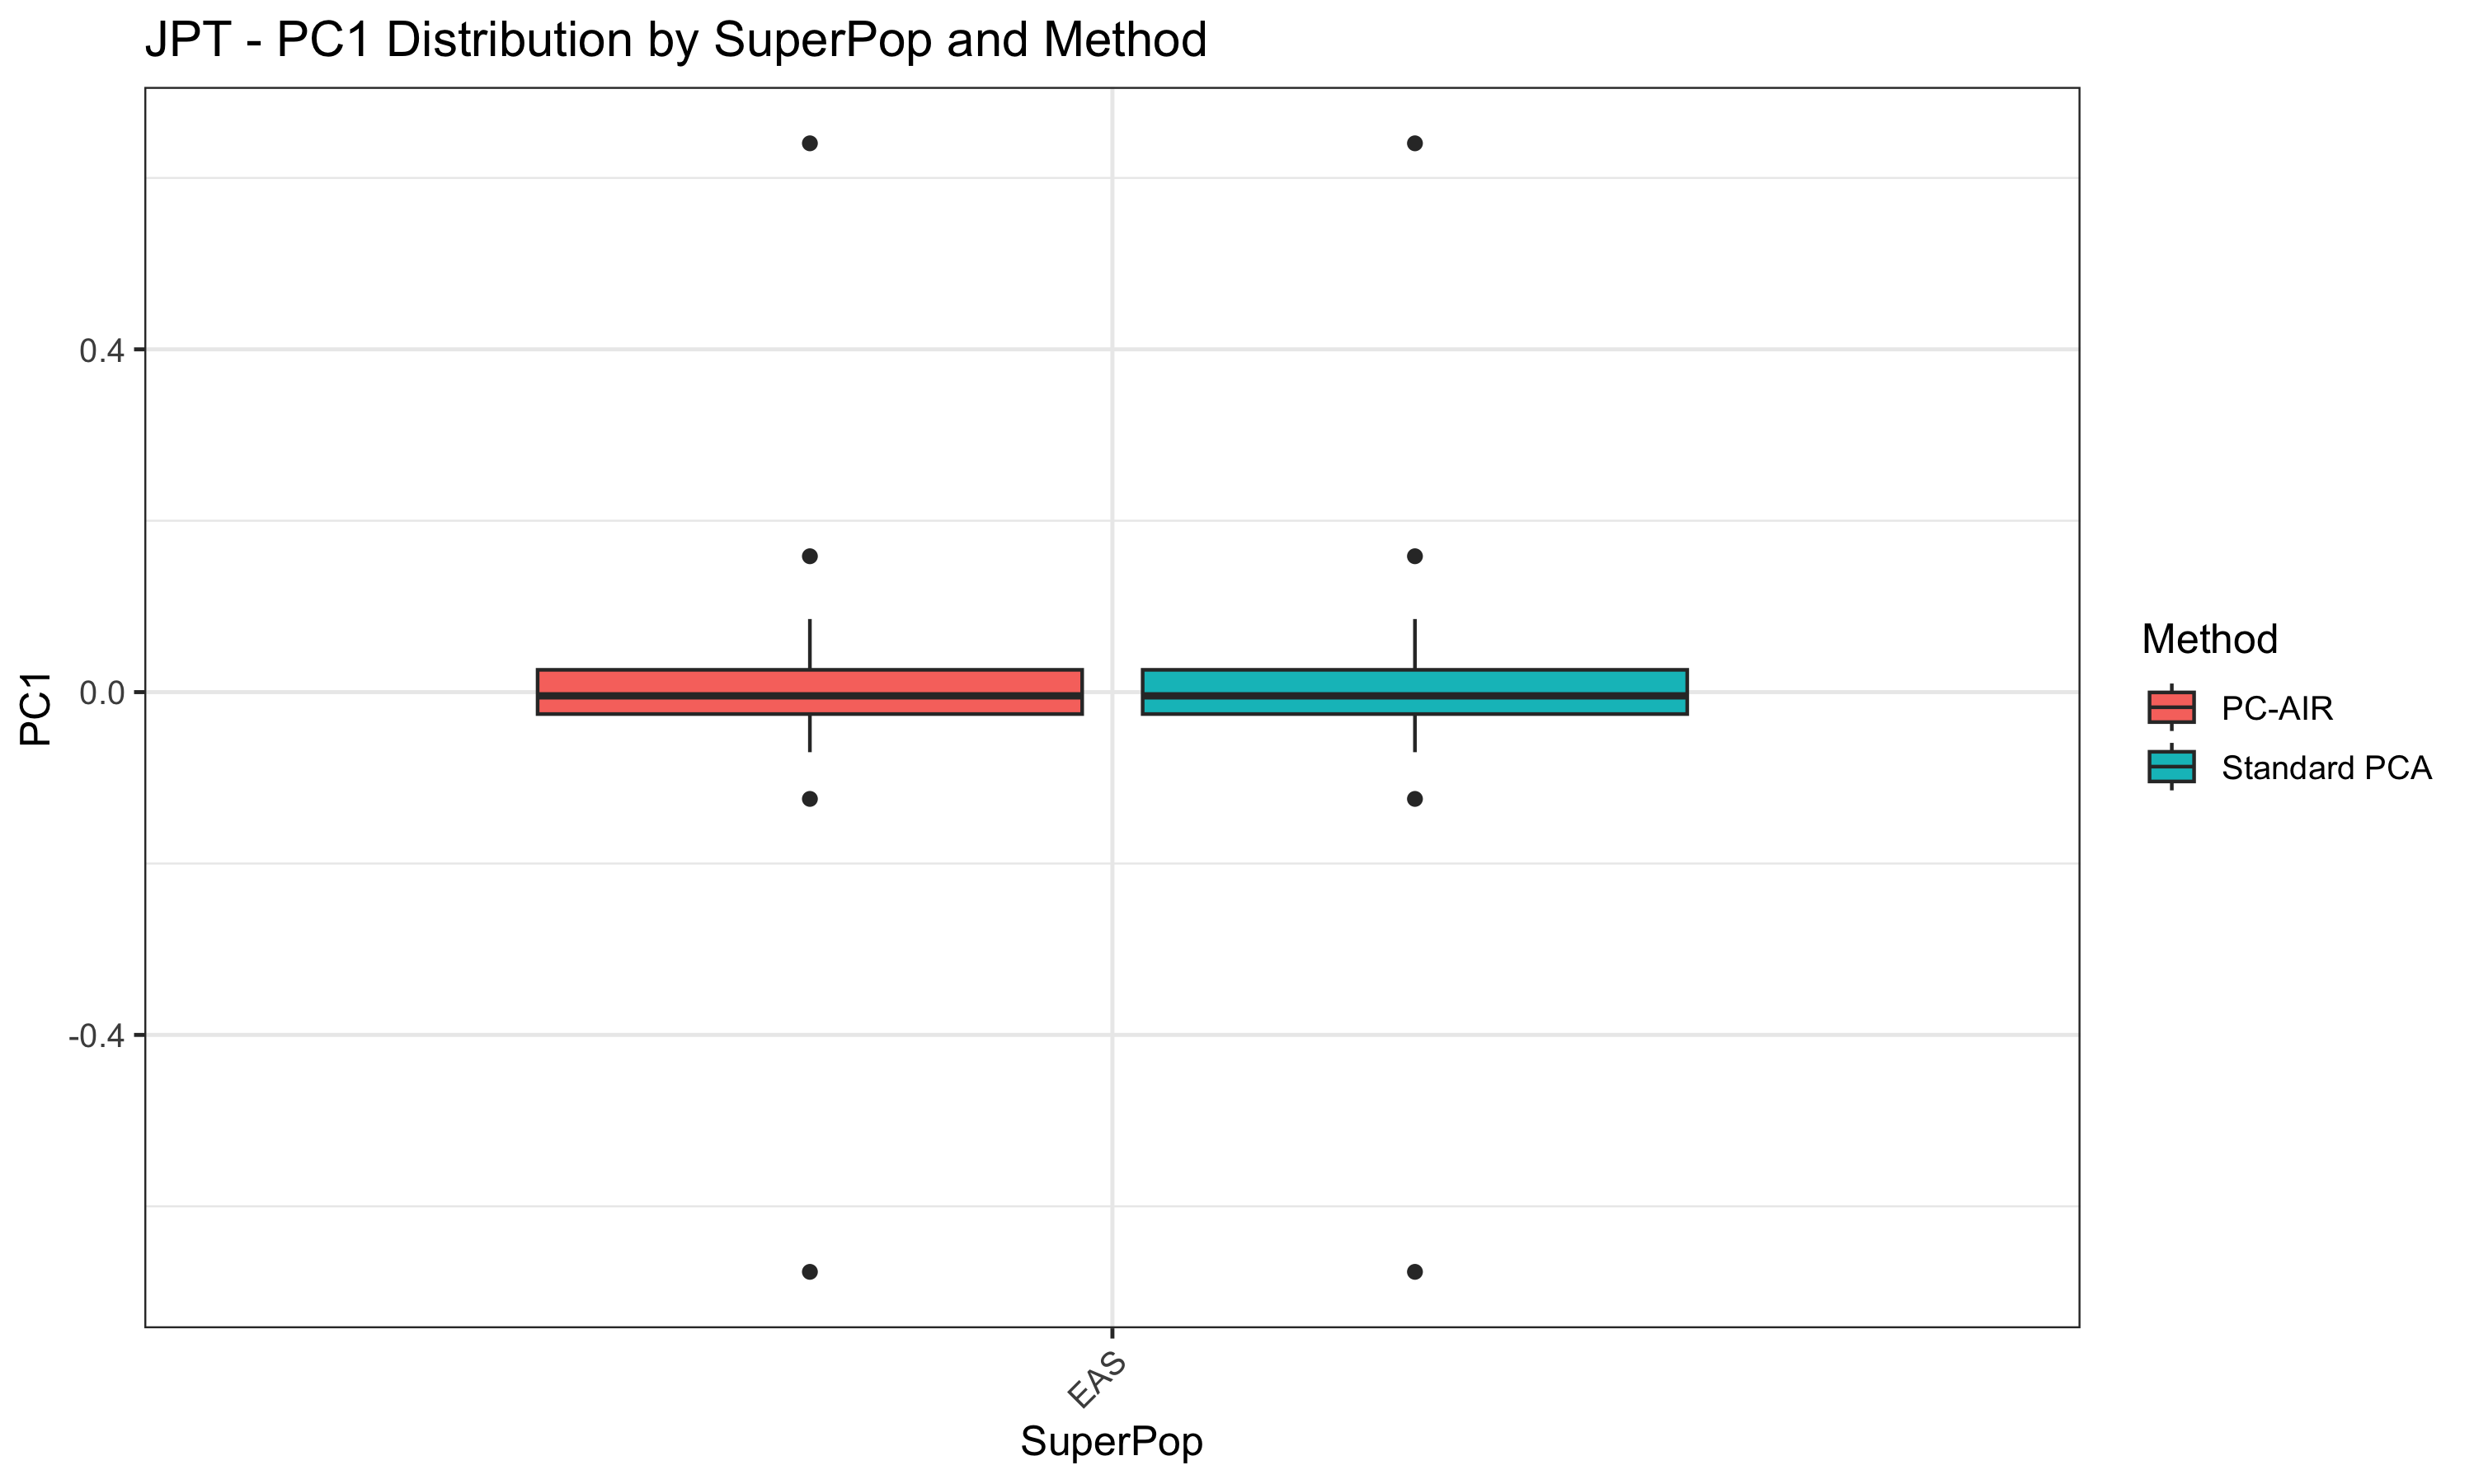 JPT - PC1 Distribution by SuperPop and Method
0.4
0.0
-0.4
PC1
EAS
SuperPop
Method
PC-AIR
Standard PCA